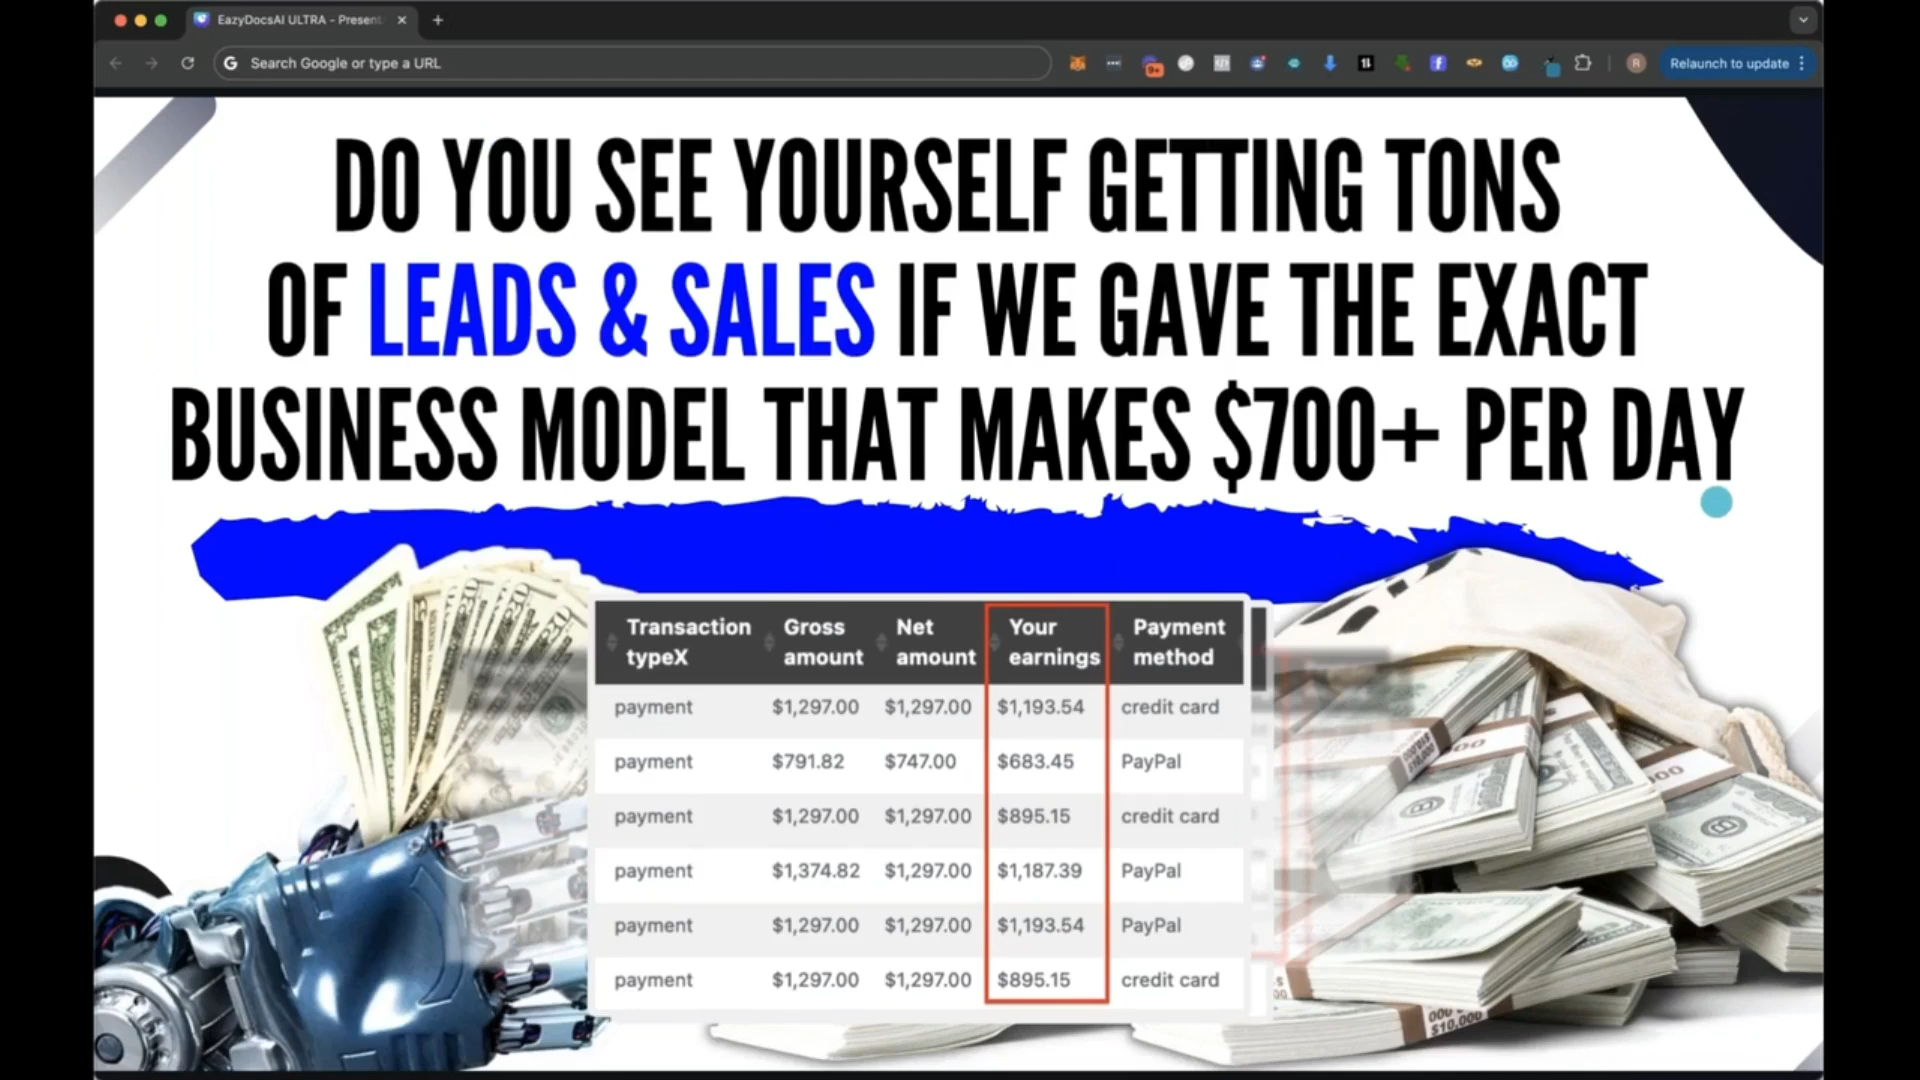 EazyDocsAI ULTRA - Present
Search Google or type a URL
9+
R
Relaunch to update
DO YOU SEE YOURSELF GETTING TONS
OF LEADS & SALES IF WE GAVE THE EXACT
BUSINESS MODEL THAT MAKES $700+ PER DAY
Transaction typeX Gross amount Net amount Your earnings Payment method
payment $1,297.00 $1,297.00 $1,193.54 credit card
payment $791.82 $747.00 $683.45 PayPal
payment $1,297.00 $1,297.00 $895.15 credit card
payment $1,374.82 $1,297.00 $1,187.39 PayPal
payment $1,297.00 $1,297.00 $1,193.54 PayPal
payment $1,297.00 $1,297.00 $895.15 credit card
$10,000